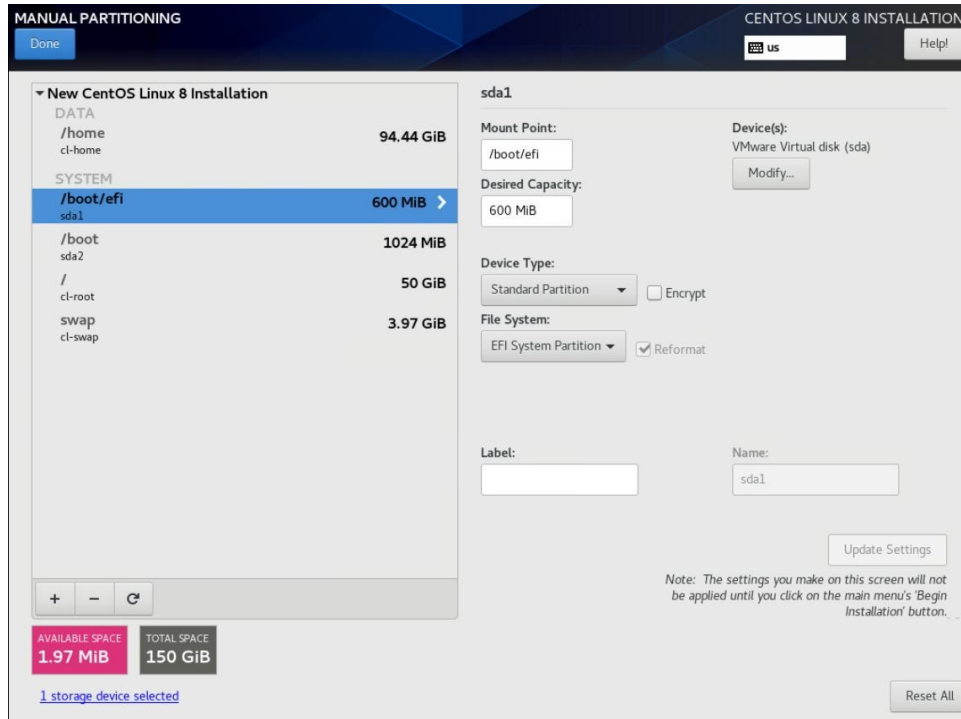 MANUAL PARTITIONING
CENTOS LINUX 8 INSTALLATION
Done
us
Help!
New CentOS Linux 8 Installation
DATA
/home
94.44 GiB
cl-home
SYSTEM
/boot/efi
600 MiB
sda1
/boot
1024 MiB
sda2
/
50 GiB
cl-root
swap
3.97 GiB
cl-swap
+ −
AVAILABLE SPACE
1.97 MiB
TOTAL SPACE
150 GiB
1 storage device selected
sda1
Mount Point:
/boot/efi
Device(s):
VMware Virtual disk (sda)
Modify...
Desired Capacity:
600 MiB
Device Type:
Standard Partition
Encrypt
File System:
EFI System Partition
Reformat
Label:
Name:
sda1
Update Settings
Note: The settings you make on this screen will not
be applied until you click on the main menu's 'Begin
Installation' button.
Reset All